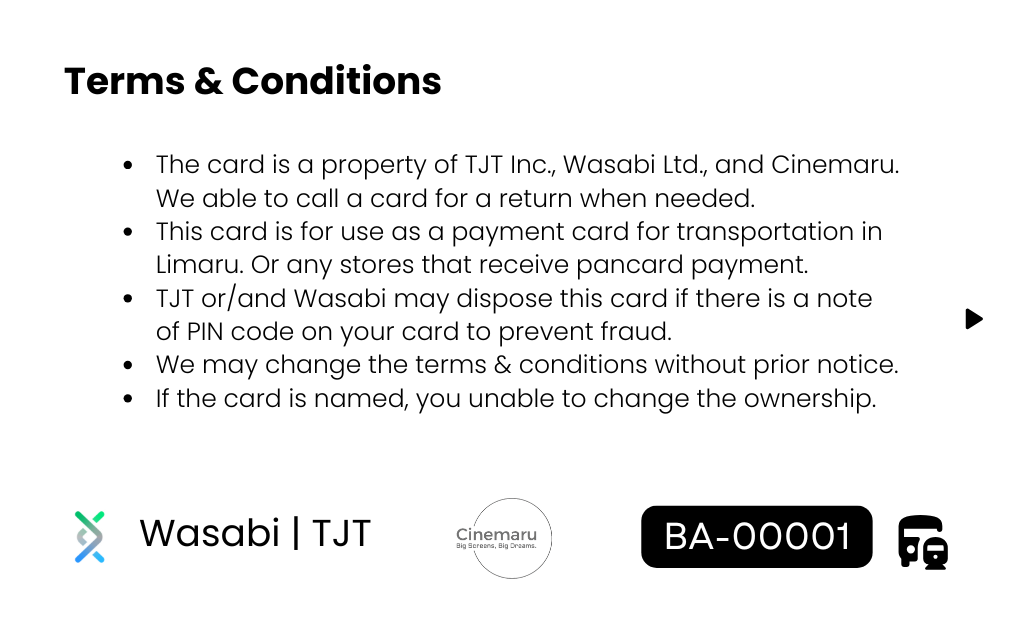 Terms & Conditions
• The card is a property of TJT Inc., Wasabi Ltd., and Cinemaru.
We able to call a card for a return when needed.
• This card is for use as a payment card for transportation in
Limaru. Or any stores that receive pancard payment.
• TJT or/and Wasabi may dispose this card if there is a note
of PIN code on your card to prevent fraud.
• We may change the terms & conditions without prior notice.
• If the card is named, you unable to change the ownership.
Wasabi | TJT
Cinemaru
Big Screens, Big Dreams.
BA-00001